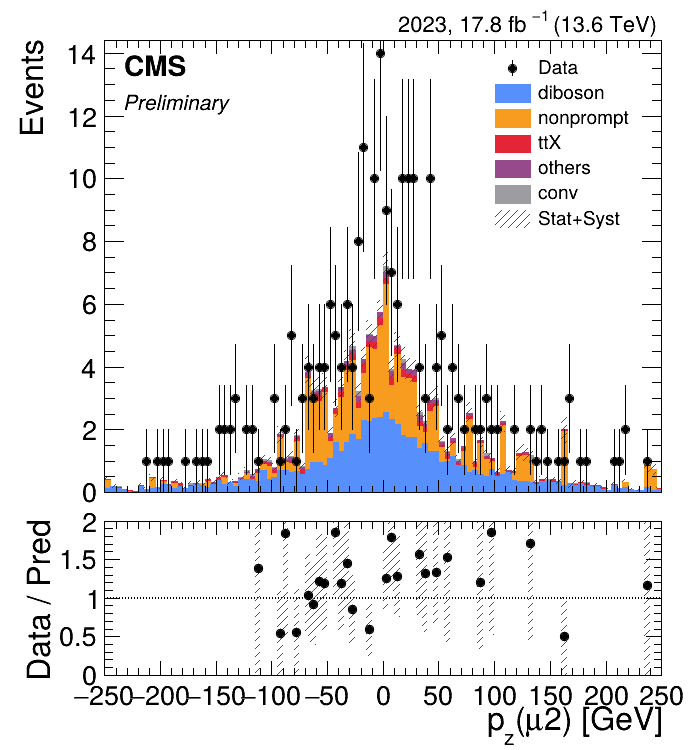 2023, 17.8 fb⁻¹ (13.6 TeV)
CMS
Preliminary
Events
14
12
10
8
6
4
2
0
Data
diboson
nonprompt
ttX
others
conv
Stat+Syst
Data / Pred
2
1.5
1
0.5
0
−250 −200 −150 −100 −50 0 50 100 150 200 250
p_z(μ2) [GeV]